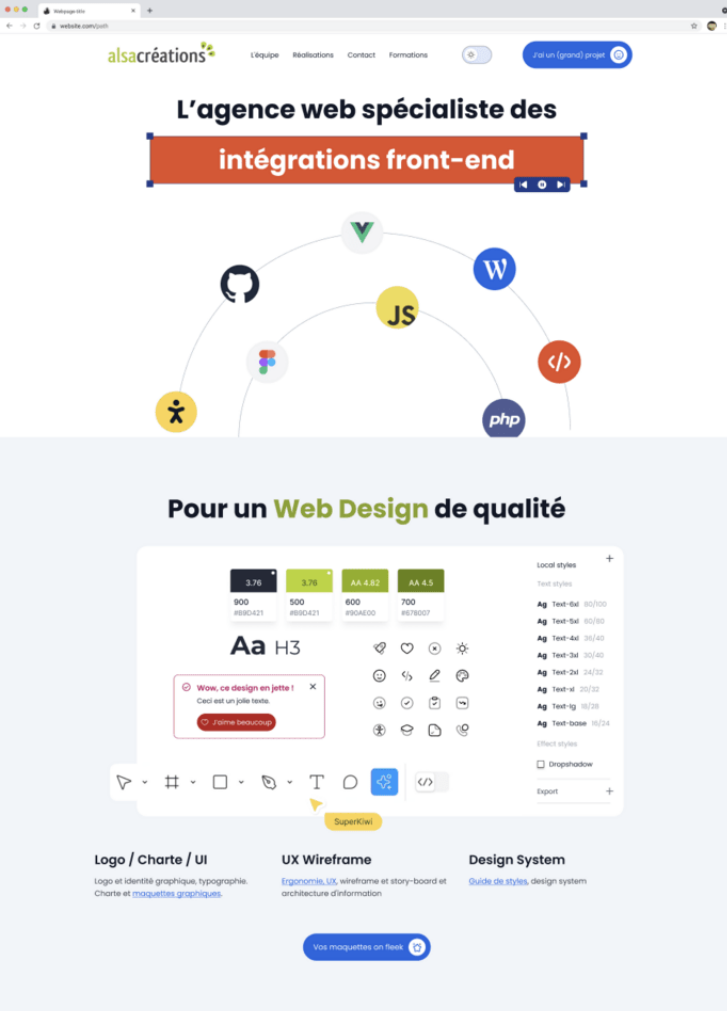 Webpage title
website.com/path
alsacréations
L'équipe Réalisations Contact Formations
J'ai un (grand) projet
L'agence web spécialiste des
intégrations front-end
W
JS
</>
php
Pour un Web Design de qualité
3.76 3.76 AA 4.82 AA 4.5
900 500 600 700
#B9D421 #B9D421 #90AE00 #678007
Aa H3
Wow, ce design en jette !
Ceci est un jolie texte.
J'aime beaucoup
Local styles
Text styles
Ag Text-6xl 90/100
Ag Text-5xl 60/80
Ag Text-4xl 36/40
Ag Text-3xl 30/40
Ag Text-2xl 24/32
Ag Text-xl 20/32
Ag Text-lg 18/28
Ag Text-base 16/24
Effect styles
Dropshadow
Export
T </>
SuperKiwi
Logo / Charte / UI
Logo et identité graphique, typographie.
Charte et maquettes graphiques.
UX Wireframe
Ergonomie, UX, wireframe et story-board et
architecture d'information
Design System
Guide de styles, design system
Vos maquettes on fleek